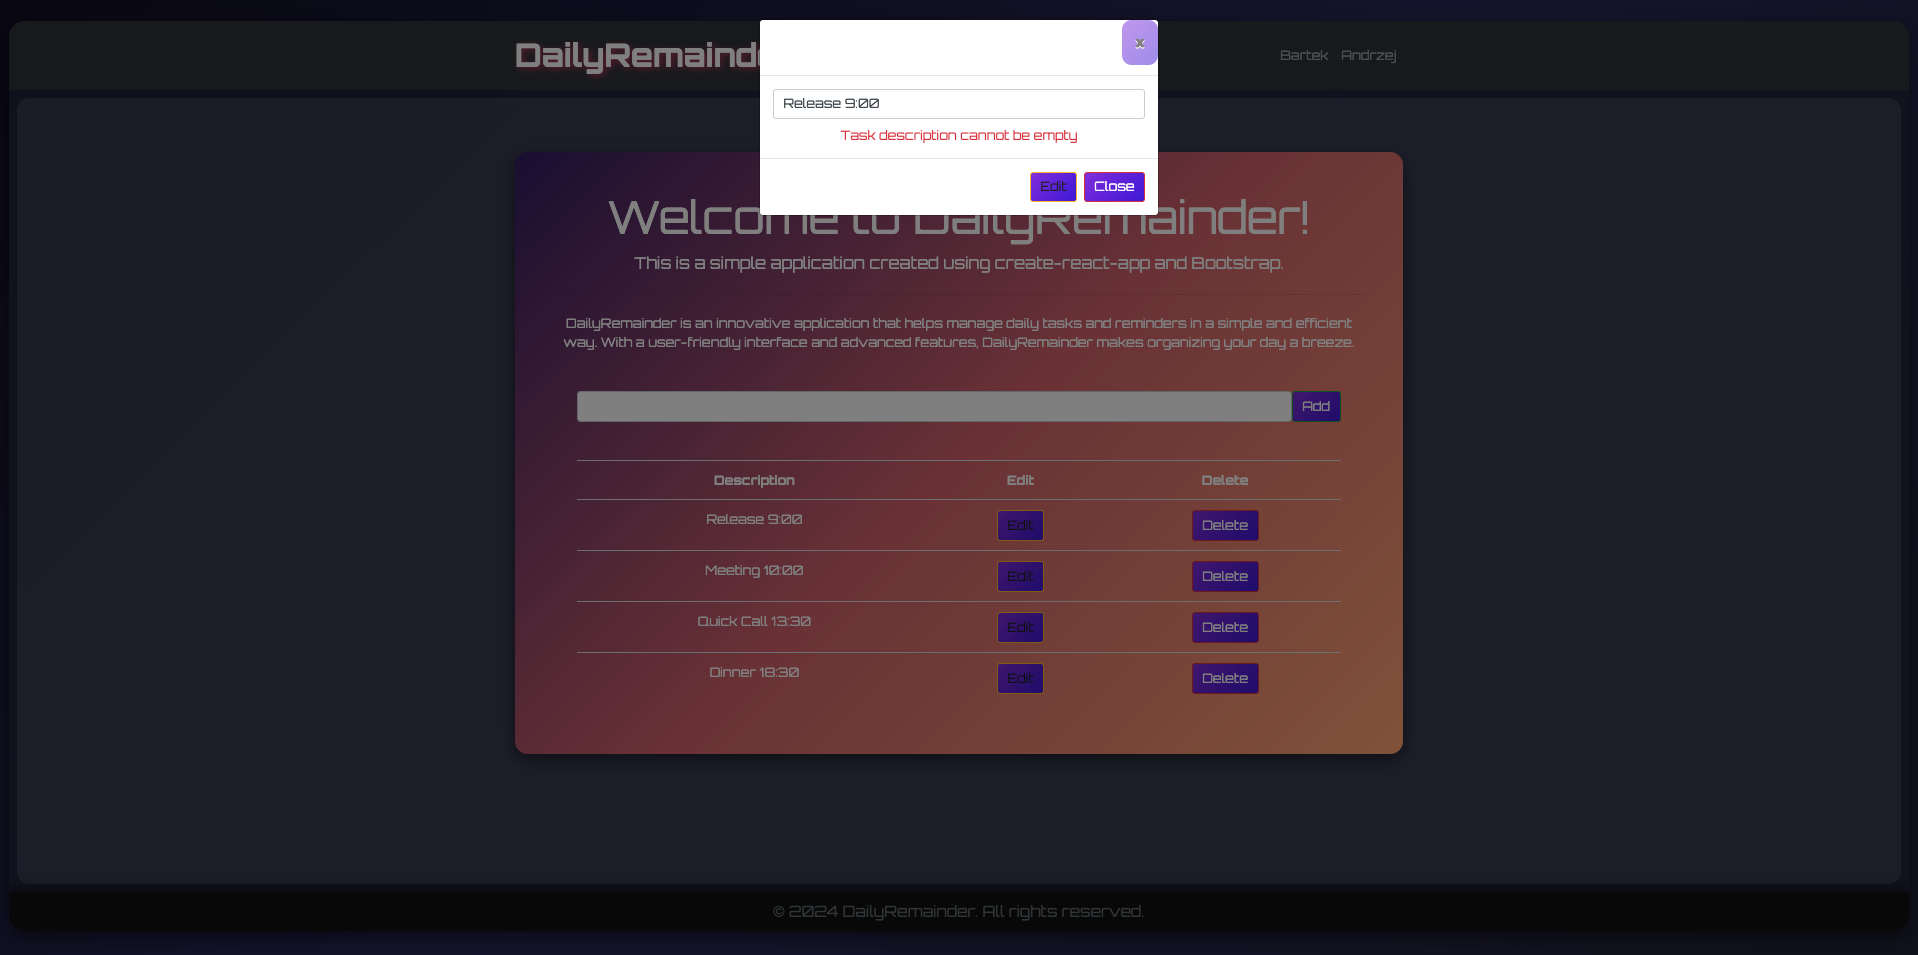 DailyRemainde
Bartek Andrzej
×
Release 9:00
Task description cannot be empty
Edit Close
Welcome to DailyRemainder!
This is a simple application created using create-react-app and Bootstrap.
DailyRemainder is an innovative application that helps manage daily tasks and reminders in a simple and efficient
way. With a user-friendly interface and advanced features, DailyRemainder makes organizing your day a breeze.
Add
Description Edit Delete
Release 9:00 Edit Delete
Meeting 10:00 Edit Delete
Quick Call 13:30 Edit Delete
Dinner 18:30 Edit Delete
© 2024 DailyRemainder. All rights reserved.